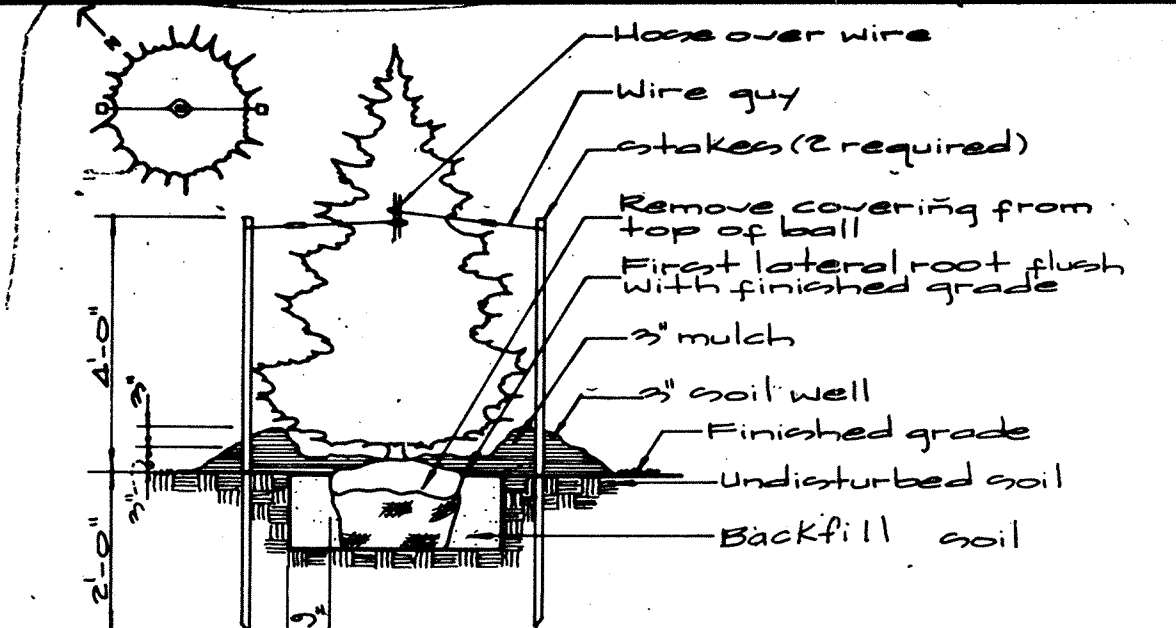 N
Hose over wire
Wire guy
stakes (2 required)
Remove covering from
top of ball
First lateral root flush
with finished grade
3" mulch
3" soil well
Finished grade
Undisturbed soil
Backfill soil
4'-0"
3"
3"
2'-0"
9"